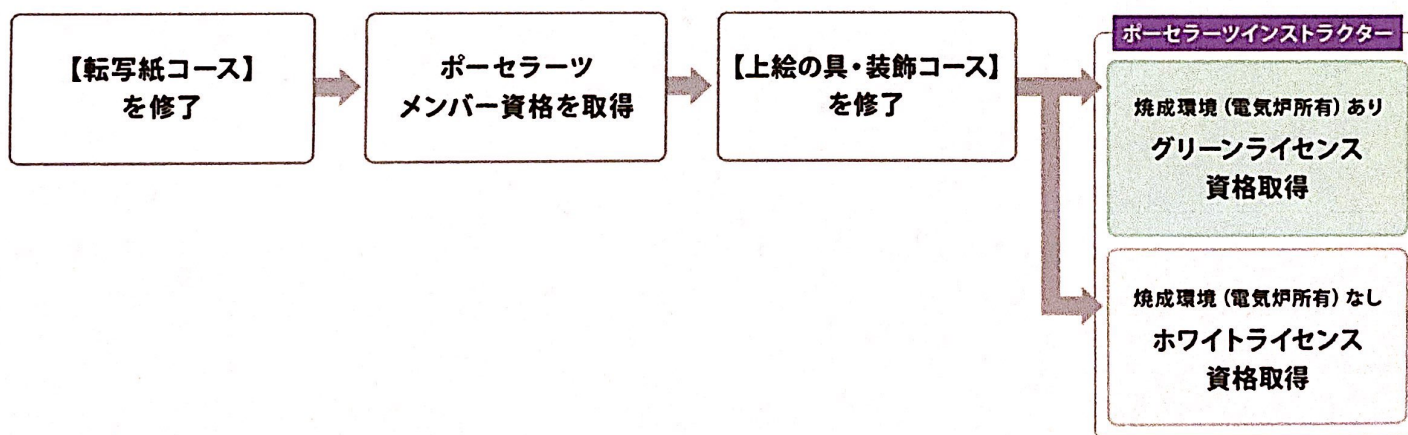 【転写紙コース】
を修了
ポーセラーツ
メンバー資格を取得
【上絵の具・装飾コース】
を修了
ポーセラーツインストラクター
焼成環境(電気炉所有)あり
グリーンライセンス
資格取得
焼成環境(電気炉所有)なし
ホワイトライセンス
資格取得